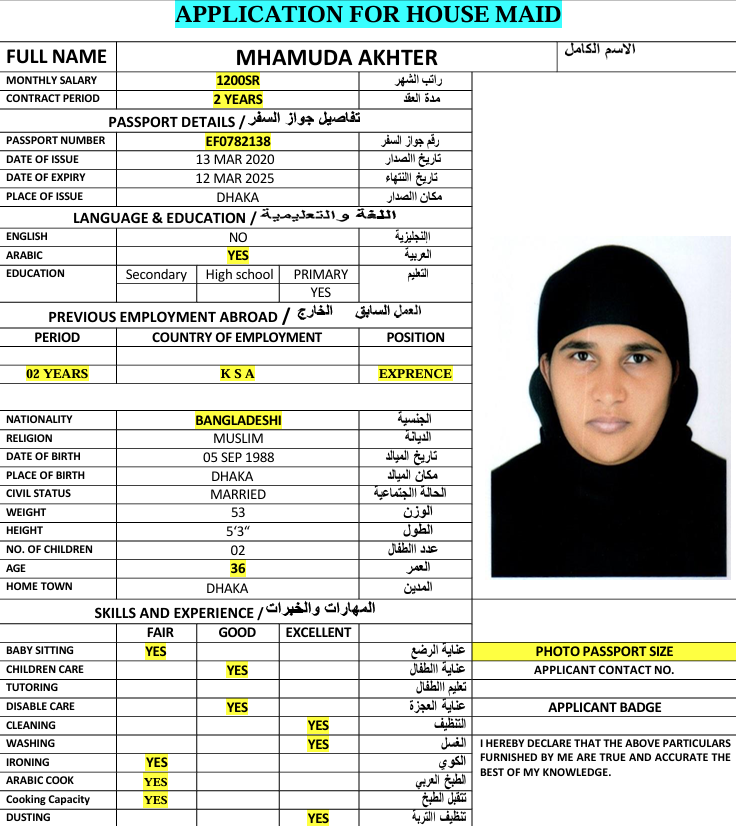 APPLICATION FOR HOUSE MAID
FULL NAME MHAMUDA AKHTER الاسم الكامل
MONTHLY SALARY 1200SR راتب الشهر
CONTRACT PERIOD 2 YEARS مدة العقد
PASSPORT DETAILS / تفاصيل جواز السفر
PASSPORT NUMBER EF0782138 رقم جواز السفر
DATE OF ISSUE 13 MAR 2020 تاريخ االصدار
DATE OF EXPIRY 12 MAR 2025 تاريخ االنتهاء
PLACE OF ISSUE DHAKA مكان االصدار
LANGUAGE & EDUCATION / اللغة والتعليمية
ENGLISH NO اإلنجليزية
ARABIC YES العربية
EDUCATION Secondary High school PRIMARY التعليم
YES
PREVIOUS EMPLOYMENT ABROAD / العمل السابق الخارج
PERIOD COUNTRY OF EMPLOYMENT POSITION
02 YEARS K S A EXPRENCE
NATIONALITY BANGLADESHI الجنسية
RELIGION MUSLIM الديانة
DATE OF BIRTH 05 SEP 1988 تاريخ الميالد
PLACE OF BIRTH DHAKA مكان الميالد
CIVIL STATUS MARRIED الحالة االجتماعية
WEIGHT 53 الوزن
HEIGHT 5‘3“ الطول
NO. OF CHILDREN 02 عدد االطفال
AGE 36 العمر
HOME TOWN DHAKA المدين
SKILLS AND EXPERIENCE / المهارات والخبرات
FAIR GOOD EXCELLENT
BABY SITTING YES عناية الرضع PHOTO PASSPORT SIZE
CHILDREN CARE YES عناية االطفال APPLICANT CONTACT NO.
TUTORING تعليم االطفال
DISABLE CARE YES عناية العجزة APPLICANT BADGE
CLEANING YES التنظيف
WASHING YES الغسل I HEREBY DECLARE THAT THE ABOVE PARTICULARS
IRONING YES الكوي FURNISHED BY ME ARE TRUE AND ACCURATE THE
ARABIC COOK YES الطبخ العربي BEST OF MY KNOWLEDGE.
Cooking Capacity YES تتقبل الطبخ
DUSTING YES تنظيف االتربة